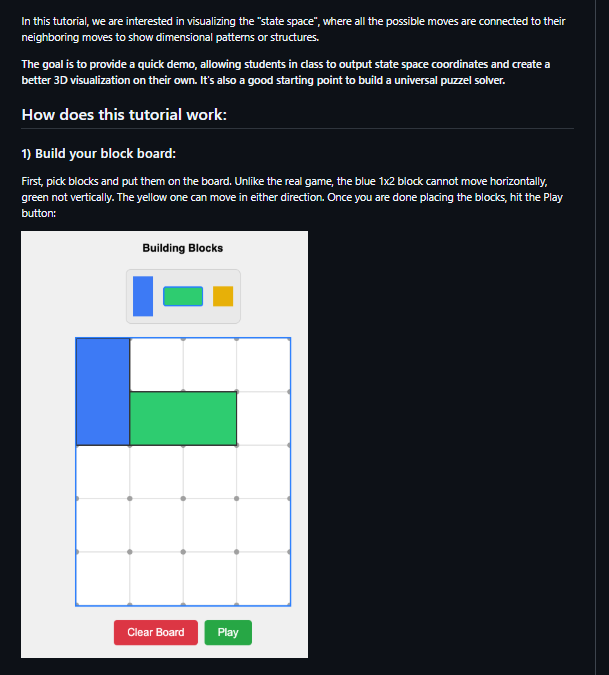 In this tutorial, we are interested in visualizing the "state space", where all the possible moves are connected to their
neighboring moves to show dimensional patterns or structures.
The goal is to provide a quick demo, allowing students in class to output state space coordinates and create a
better 3D visualization on their own. It's also a good starting point to build a universal puzzel solver.
How does this tutorial work:
1) Build your block board:
First, pick blocks and put them on the board. Unlike the real game, the blue 1x2 block cannot move horizontally,
green not vertically. The yellow one can move in either direction. Once you are done placing the blocks, hit the Play
button:
Building Blocks
Clear Board Play